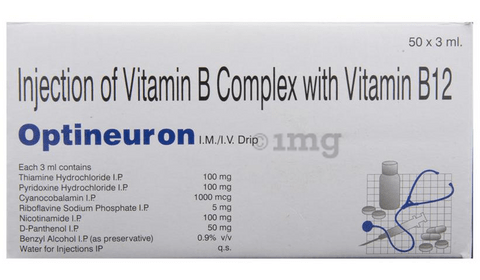 50 x 3 ml.
Injection of Vitamin B Complex with Vitamin B12
Optineuron I.M./I.V. Drip
1mg
Each 3 ml contains
Thiamine Hydrochloride I.P. 100 mg
Pyridoxine Hydrochloride I.P. 100 mg
Cyanocobalamin I.P. 1000 mcg
Riboflavine Sodium Phosphate I.P. 5 mg
Nicotinamide I.P. 100 mg
D-Panthenol I.P. 50 mg
Benzyl Alcohol I.P. (as preservative) 0.9% v/v
Water for Injections IP q.s.